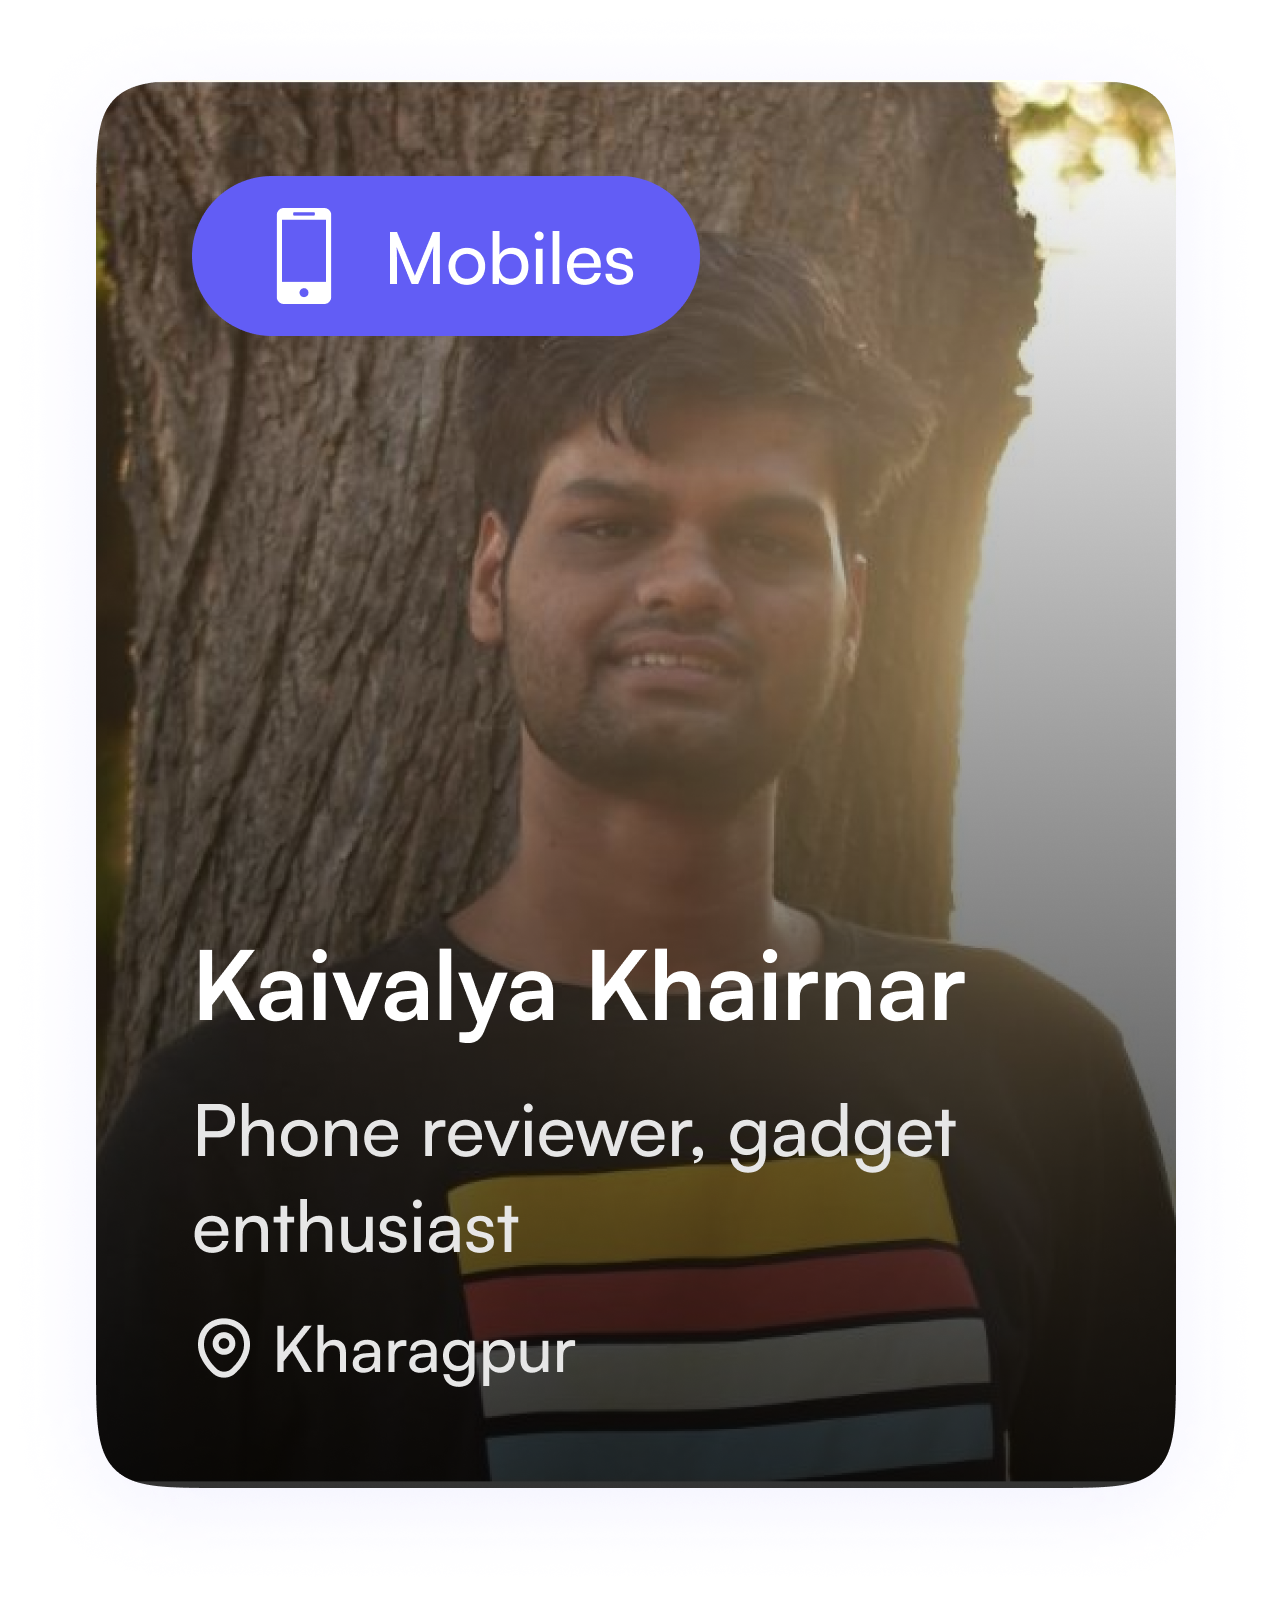 Mobiles
Kaivalya Khairnar
Phone reviewer, gadget
enthusiast
Kharagpur